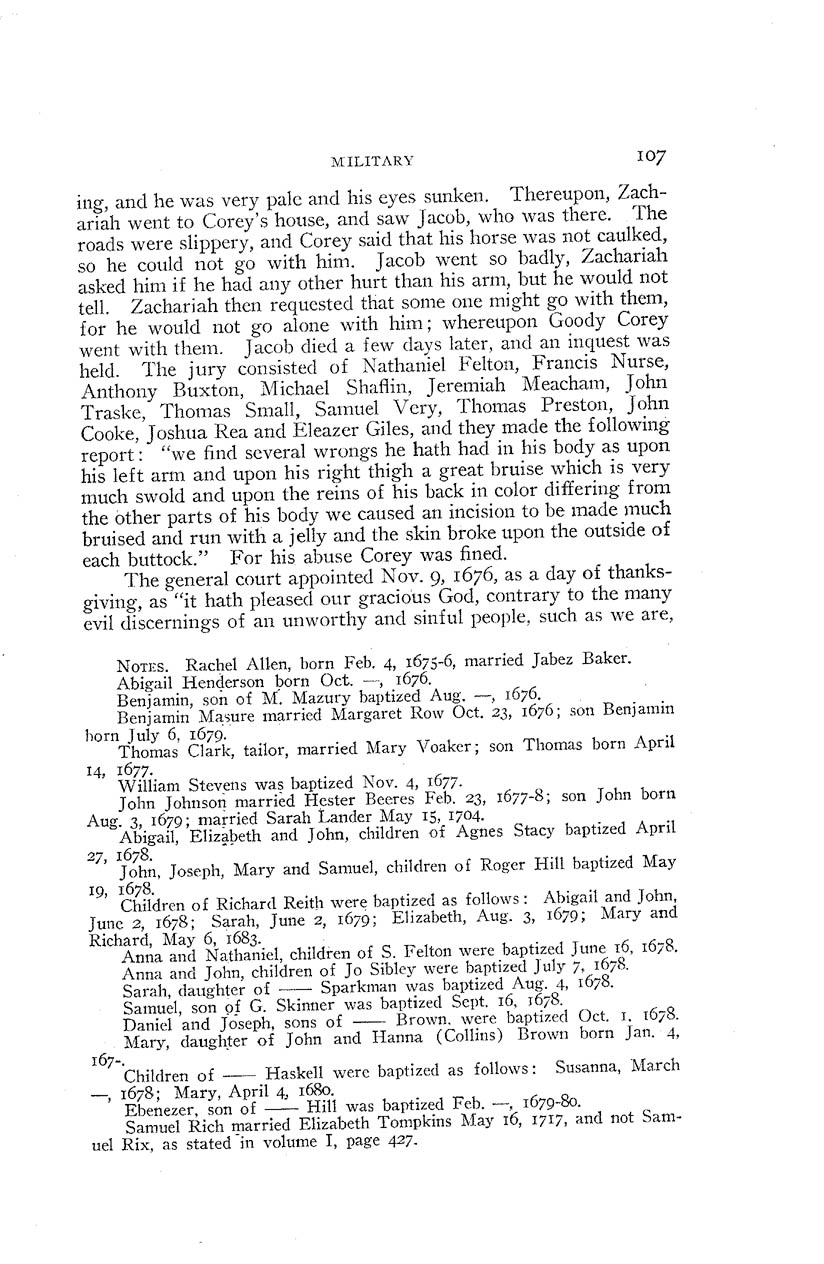 MILITARY 107
ing, and he was very pale and his eyes sunken. Thereupon, Zach-
ariah went to Corey's house, and saw Jacob, who was there. The
roads were slippery, and Corey said that his horse was not caulked,
so he could not go with him. Jacob went so badly, Zachariah
asked him if he had any other hurt than his arm, but he would not
tell. Zachariah then requested that some one might go with them,
for he would not go alone with him; whereupon Goody Corey
went with them. Jacob died a few days later, and an inquest was
held. The jury consisted of Nathaniel Felton, Francis Nurse,
Anthony Buxton, Michael Shaflin, Jeremiah Meacham, John
Traske, Thomas Small, Samuel Very, Thomas Preston, John
Cooke, Joshua Rea and Eleazer Giles, and they made the following
report: "we find several wrongs he hath had in his body as upon
his left arm and upon his right thigh a great bruise which is very
much swold and upon the reins of his back in color differing from
the other parts of his body we caused an incision to be made much
bruised and run with a jelly and the skin broke upon the outside of
each buttock." For his abuse Corey was fined.
The general court appointed Nov. 9, 1676, as a day of thanks-
giving, as "it hath pleased our gracious God, contrary to the many
evil discernings of an unworthy and sinful people, such as we are,
NOTES. Rachel Allen, born Feb. 4, 1675-6, married Jabez Baker.
Abigail Henderson born Oct. —, 1676.
Benjamin, son of M. Mazury baptized Aug. —, 1676.
Benjamin Masure married Margaret Row Oct. 23, 1676; son Benjamin
born July 6, 1679.
Thomas Clark, tailor, married Mary Voaker; son Thomas born April
14, 1677.
William Stevens was baptized Nov. 4, 1677.
John Johnson married Hester Beeres Feb. 23, 1677-8; son John born
Aug. 3, 1679; married Sarah Lander May 15, 1704.
Abigail, Elizabeth and John, children of Agnes Stacy baptized April
27, 1678.
John, Joseph, Mary and Samuel, children of Roger Hill baptized May
19, 1678.
Children of Richard Reith were baptized as follows: Abigail and John,
June 2, 1678; Sarah, June 2, 1679; Elizabeth, Aug. 3, 1679; Mary and
Richard, May 6, 1683.
Anna and Nathaniel, children of S. Felton were baptized June 16, 1678.
Anna and John, children of Jo Sibley were baptized July 7, 1678.
Sarah, daughter of —— Sparkman was baptized Aug. 4, 1678.
Samuel, son of G. Skinner was baptized Sept. 16, 1678.
Daniel and Joseph, sons of —— Brown, were baptized Oct. 1, 1678.
Mary, daughter of John and Hanna (Collins) Brown born Jan. 4,
167-.
Children of —— Haskell were baptized as follows: Susanna, March
—, 1678; Mary, April 4, 1680.
Ebenezer, son of —— Hill was baptized Feb. —, 1679-80.
Samuel Rich married Elizabeth Tompkins May 16, 1717, and not Sam-
uel Rix, as stated in volume I, page 427.